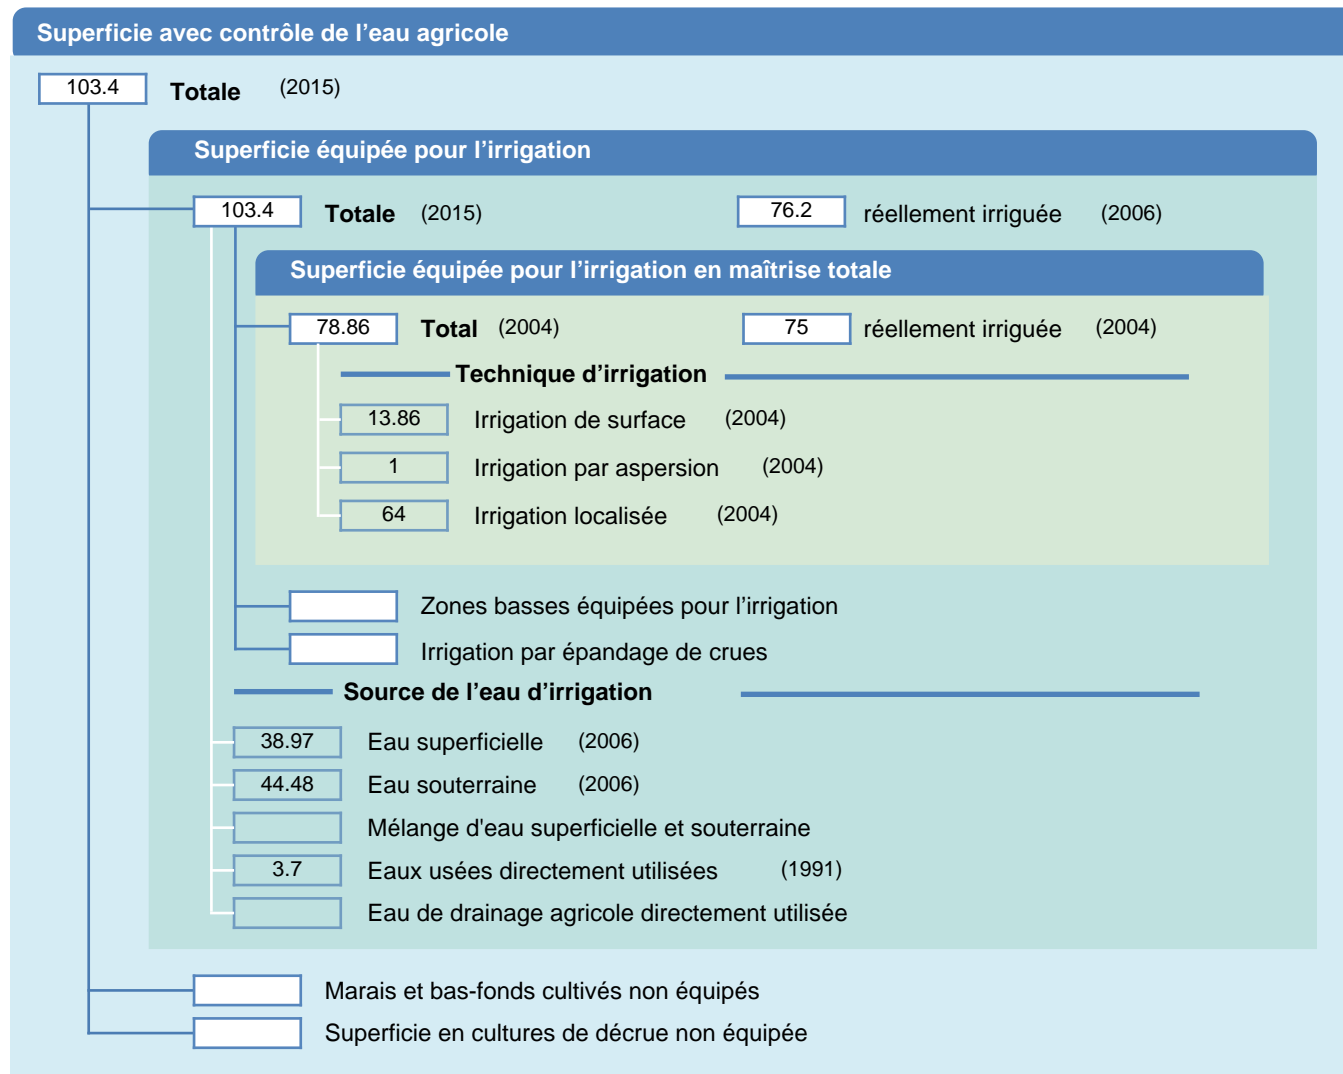 Superficie avec contrôle de l'eau agricole
103.4 Totale (2015)
Superficie équipée pour l'irrigation
103.4 Totale (2015) 76.2 réellement irriguée (2006)
Superficie équipée pour l'irrigation en maîtrise totale
78.86 Total (2004) 75 réellement irriguée (2004)
Technique d'irrigation
13.86 Irrigation de surface (2004)
1 Irrigation par aspersion (2004)
64 Irrigation localisée (2004)
Zones basses équipées pour l'irrigation
Irrigation par épandage de crues
Source de l'eau d'irrigation
38.97 Eau superficielle (2006)
44.48 Eau souterraine (2006)
Mélange d'eau superficielle et souterraine
3.7 Eaux usées directement utilisées (1991)
Eau de drainage agricole directement utilisée
Marais et bas-fonds cultivés non équipés
Superficie en cultures de décrue non équipée